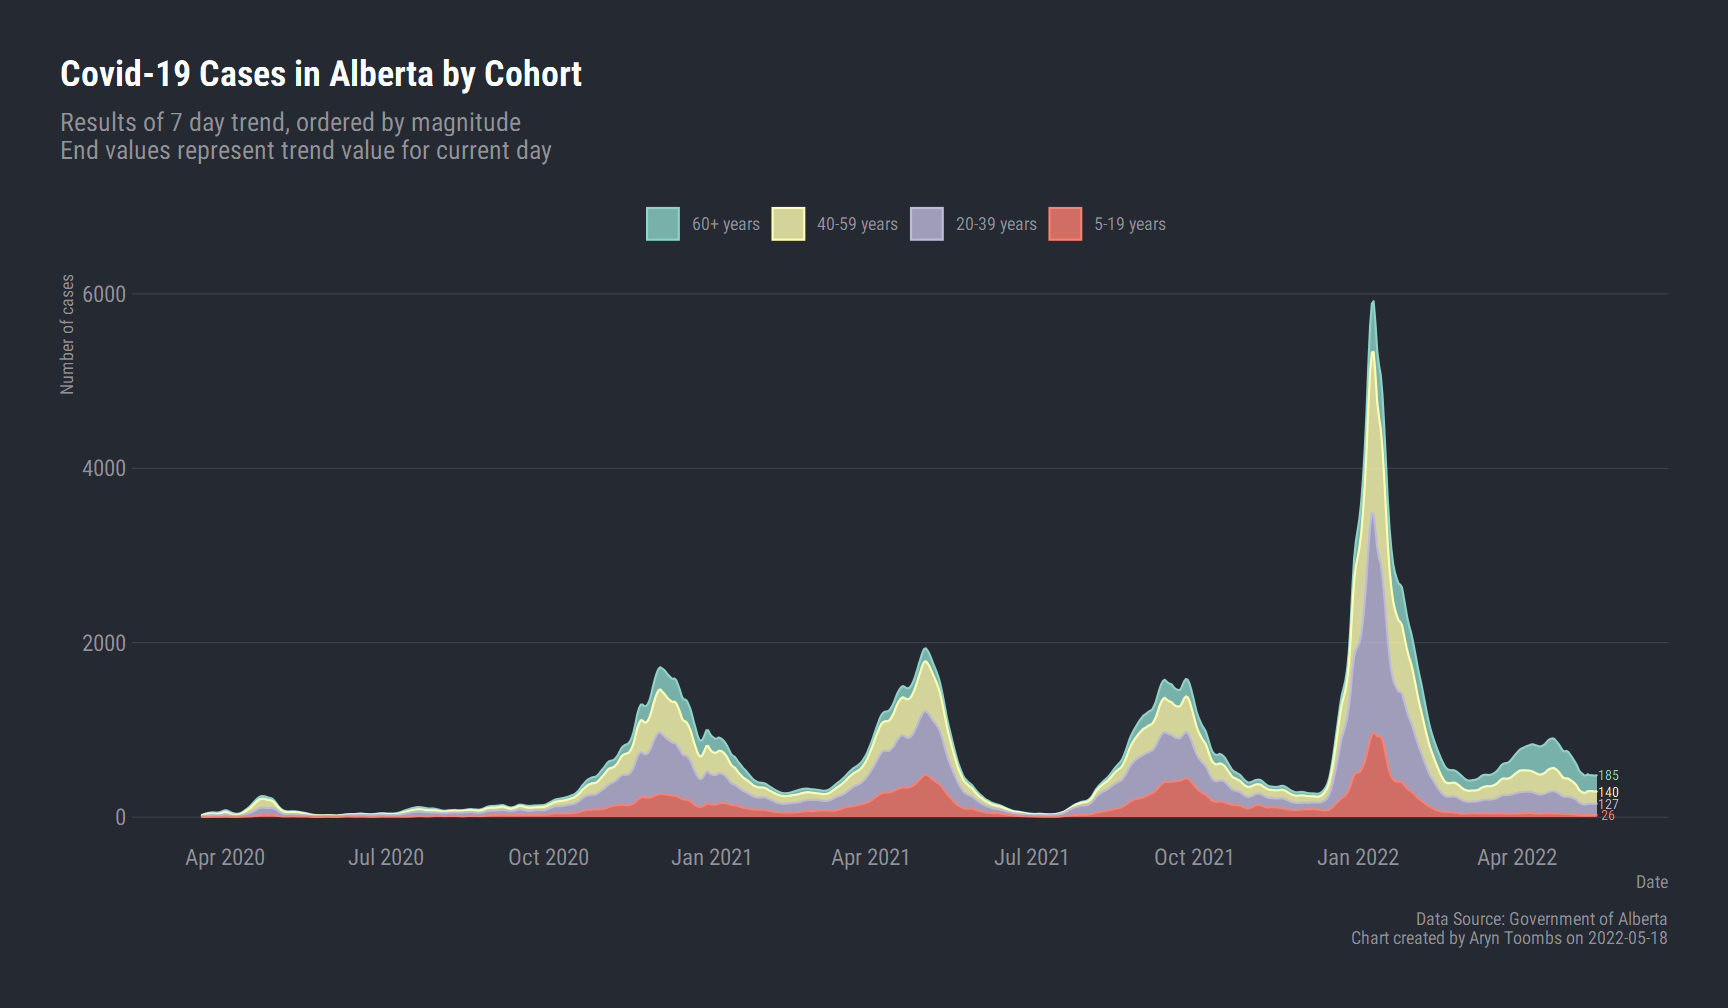 Covid-19 Cases in Alberta by Cohort
Results of 7 day trend, ordered by magnitude
End values represent trend value for current day
60+ years 40-59 years 20-39 years 5-19 years
Number of cases
6000
4000
2000
0
185
140
127
26
Apr 2020 Jul 2020 Oct 2020 Jan 2021 Apr 2021 Jul 2021 Oct 2021 Jan 2022 Apr 2022
Date
Data Source: Government of Alberta
Chart created by Aryn Toombs on 2022-05-18